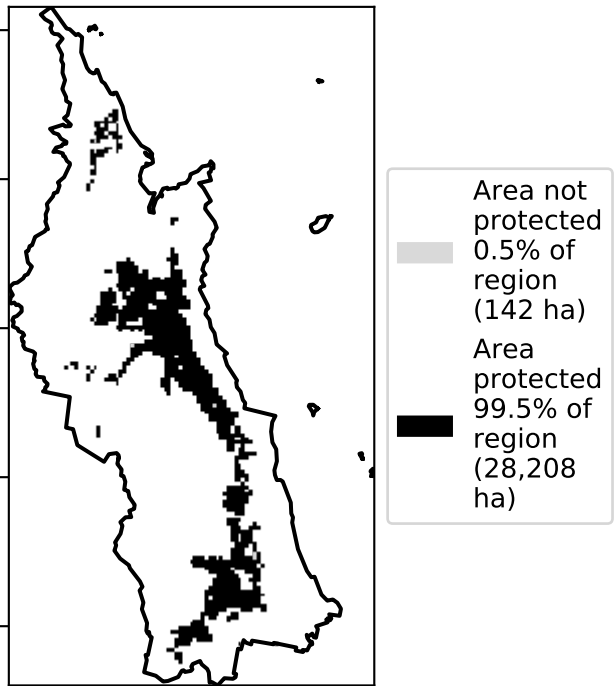 Area not
protected
0.5% of
region
(142 ha)
Area
protected
99.5% of
region
(28,208
ha)